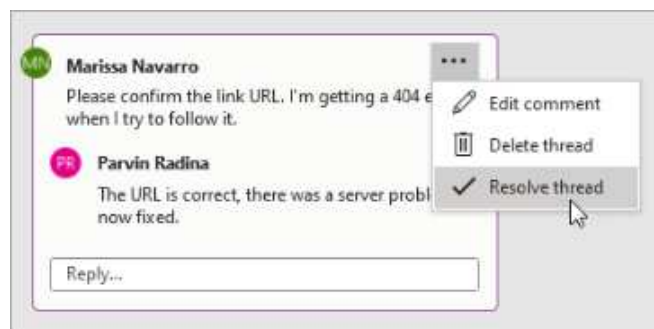 MN
Marissa Navarro
...
Please confirm the link URL. I'm getting a 404 e
when I try to follow it.
Edit comment
Delete thread
PR
Parvin Radina
Resolve thread
The URL is correct, there was a server probl
now fixed.
Reply...